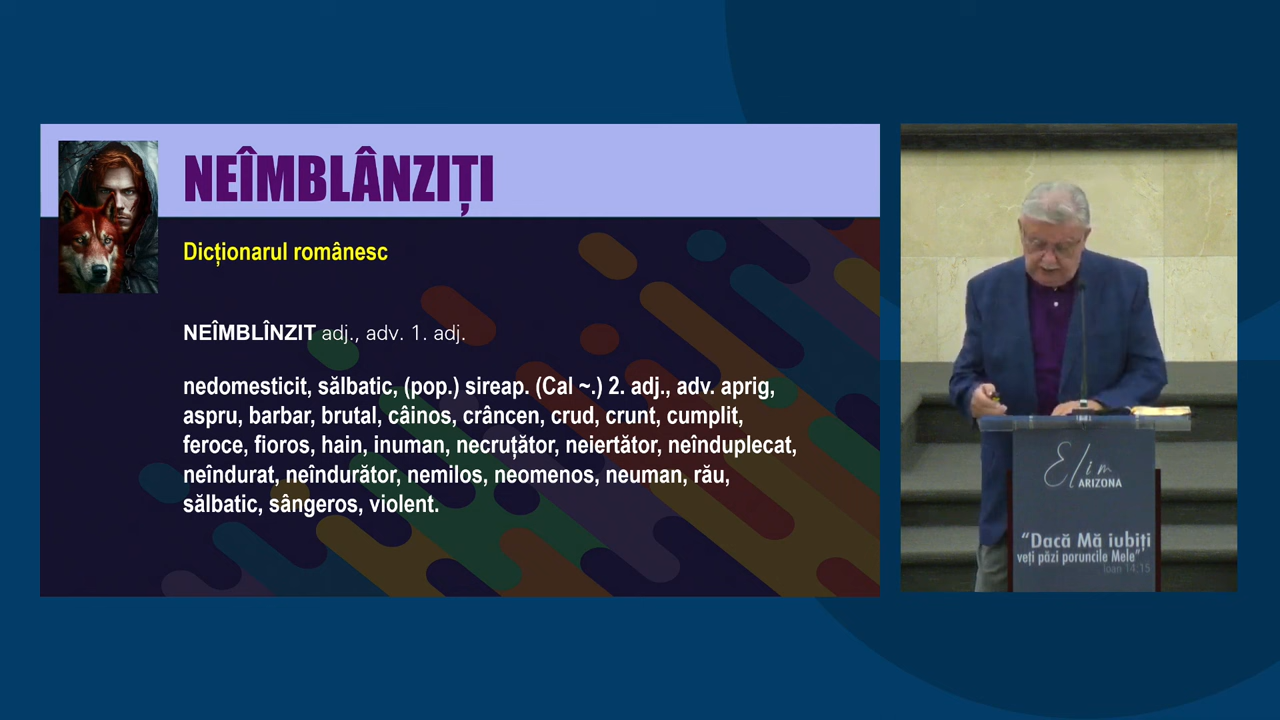 NEÎMBLÂNZIȚI
Dicționarul românesc
NEÎMBLÎNZIT adj., adv. 1. adj.
nedomesticit, sălbatic, (pop.) sireap. (Cal ~.) 2. adj., adv. aprig,
aspru, barbar, brutal, câinos, crâncen, crud, crunt, cumplit,
feroce, fioros, hain, inuman, necruțător, neiertător, neînduplecat,
neîndurat, neîndurător, nemilos, neomenos, neuman, rău,
sălbatic, sângeros, violent.
Elim
ARIZONA
“Dacă Mă iubiți
veți păzi poruncile Mele”
Ioan 14:15